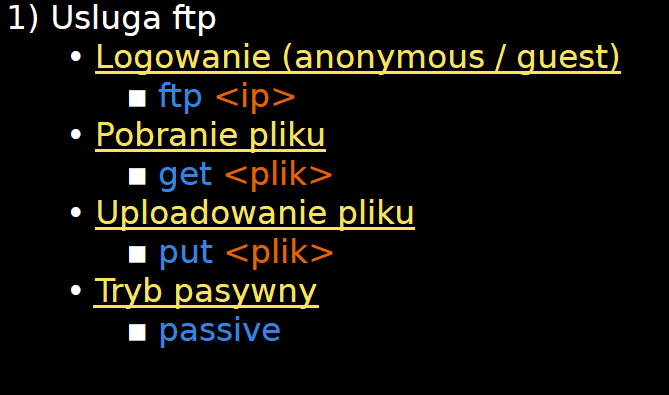 1) Usluga ftp
• Logowanie (anonymous / guest)
▪ ftp <ip>
• Pobranie pliku
▪ get <plik>
• Uploadowanie pliku
▪ put <plik>
• Tryb pasywny
▪ passive